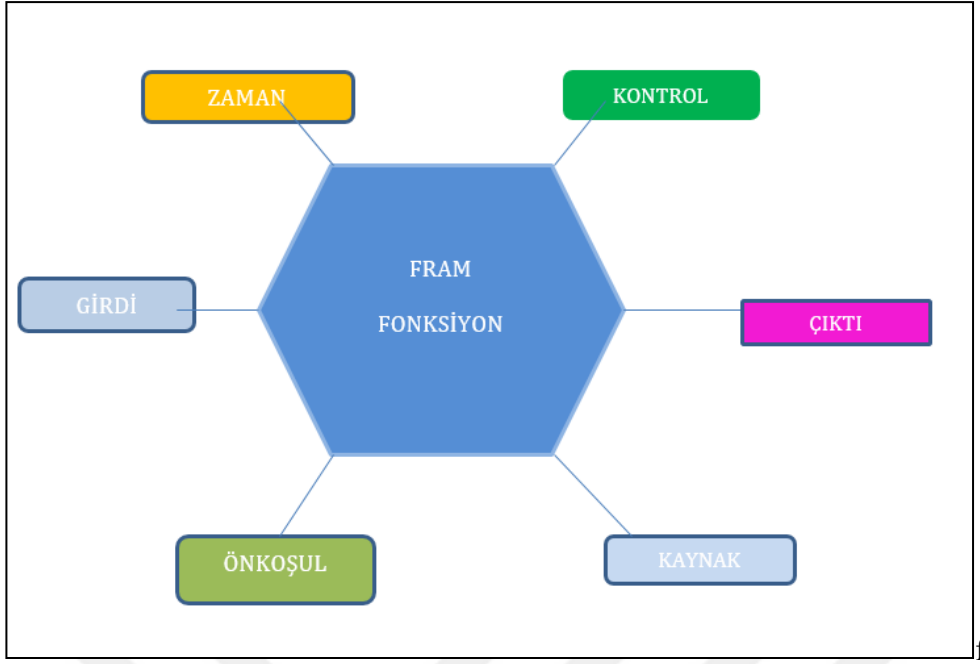 ZAMAN
KONTROL
FRAM
FONKSİYON
GİRDİ
ÇIKTI
ÖNKOŞUL
KAYNAK